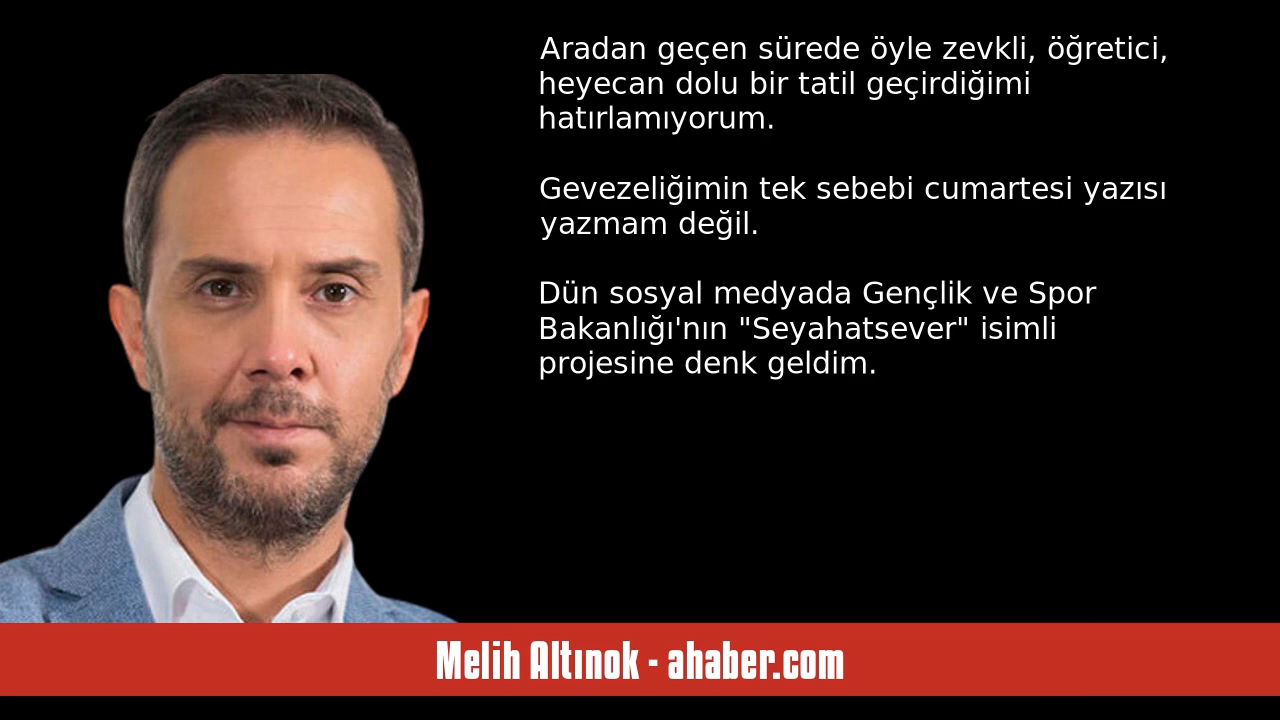 Aradan geçen sürede öyle zevkli, öğretici,
heyecan dolu bir tatil geçirdiğimi
hatırlamıyorum.
Gevezeliğimin tek sebebi cumartesi yazısı
yazmam değil.
Dün sosyal medyada Gençlik ve Spor
Bakanlığı'nın "Seyahatsever" isimli
projesine denk geldim.
Melih Altınok - ahaber.com